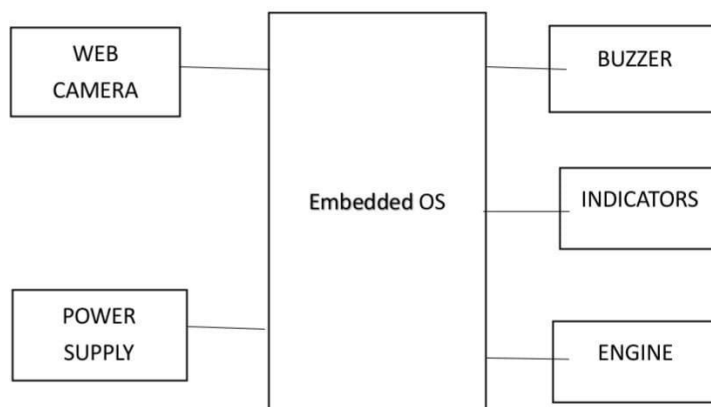 WEB
CAMERA
BUZZER
Embedded OS
INDICATORS
POWER
SUPPLY
ENGINE